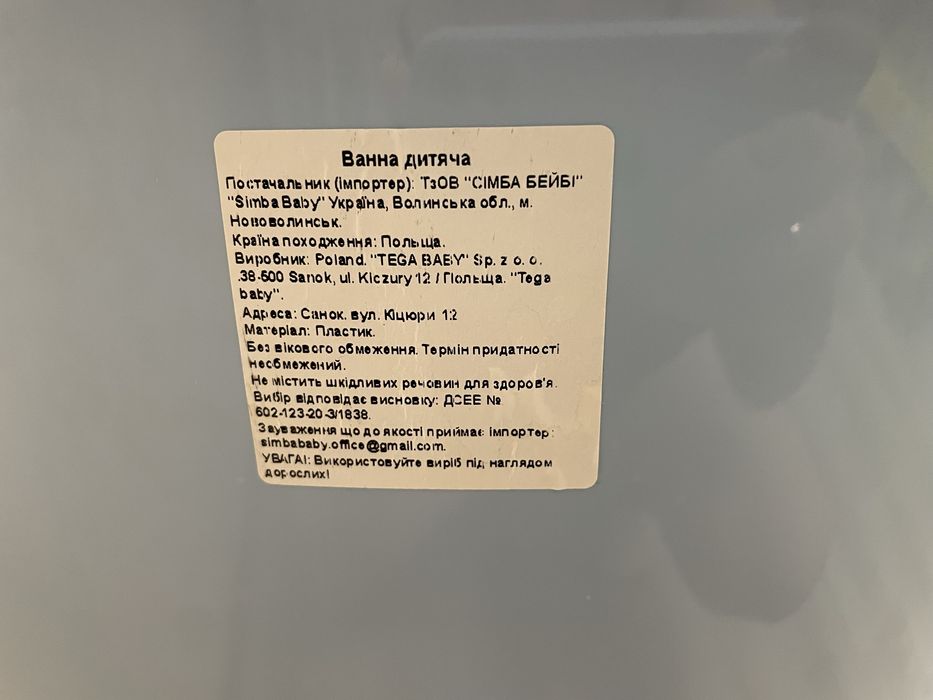 Ванна дитяча
Постачальник (імпортер): ТзОВ "СІМБА БЕЙБІ"
"Simba Baby" Україна, Волинська обл., м.
Нововолинськ.
Країна походження: Польща.
Виробник: Poland. "TEGA BABY" Sp. z o. o.
38-500 Sanok, ul. Kiczury 12 / Польща. "Tega
baby".
Адреса: Санок. вул. Кіцюри 12
Матеріал: Пластик.
Без вікового обмеження. Термін придатності
необмежений.
Не містить шкідливих речовин для здоров'я.
Вибір відповідає висновку: ДСЕЕ №
602-123-20-3/1838.
Зауваження що до якості приймає імпортер:
simbababy.office@gmail.com.
УВАГА!: Використовуйте виріб під наглядом
дорослих!